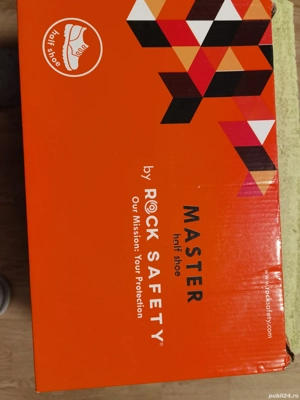 half shoe
MASTER
half shoe
by ROCK SAFETY®
Our Mission: Your Protection
www.rocksafety.com
publi24.ro